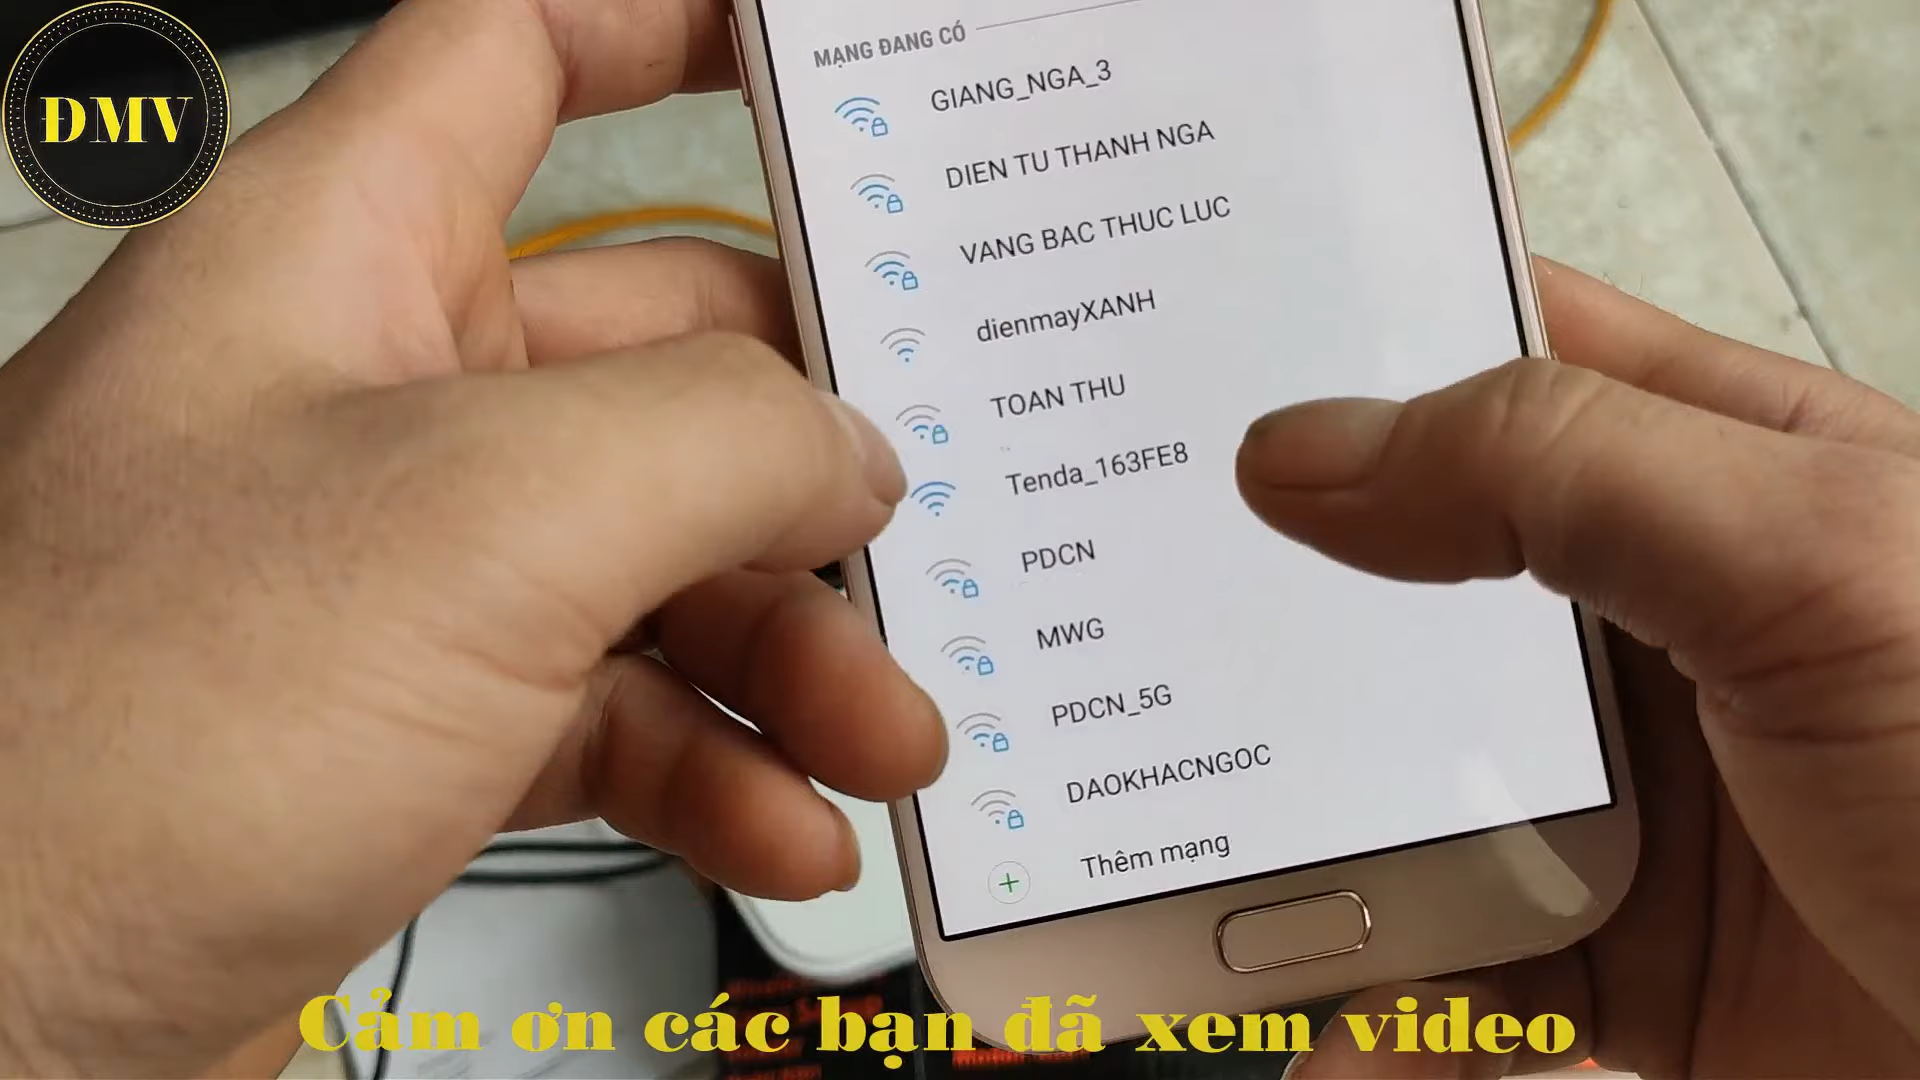 ĐMV
MẠNG ĐANG CÓ
GIANG_NGA_3
DIEN TU THANH NGA
VANG BAC THUC LUC
dienmayXANH
TOAN THU
Tenda_163FE8
PDCN
MWG
PDCN_5G
DAOKHACNGOC
Thêm mạng
Cảm ơn các bạn đã xem video